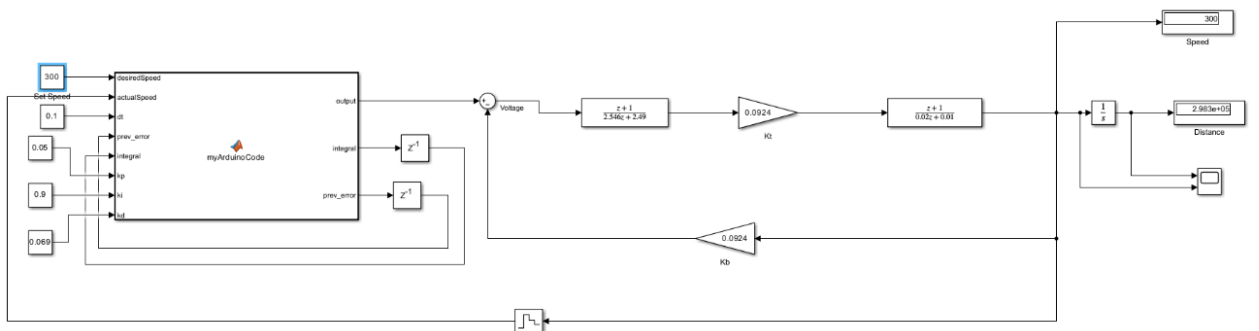 300
Speed
300
Set Speed
desiredSpeed
actualSpeed
0.1
dt
prev_error
0.05
integral
kp
0.9
ki
0.069
kd
myArduinoCode
output
integral
prev_error
z-1
z-1
+
-
Voltage
z + 1
2.546z + 2.49
0.0924
Kt
z + 1
0.02z + 0.01
1
s
2.983e+05
Distance
0.0924
Kb